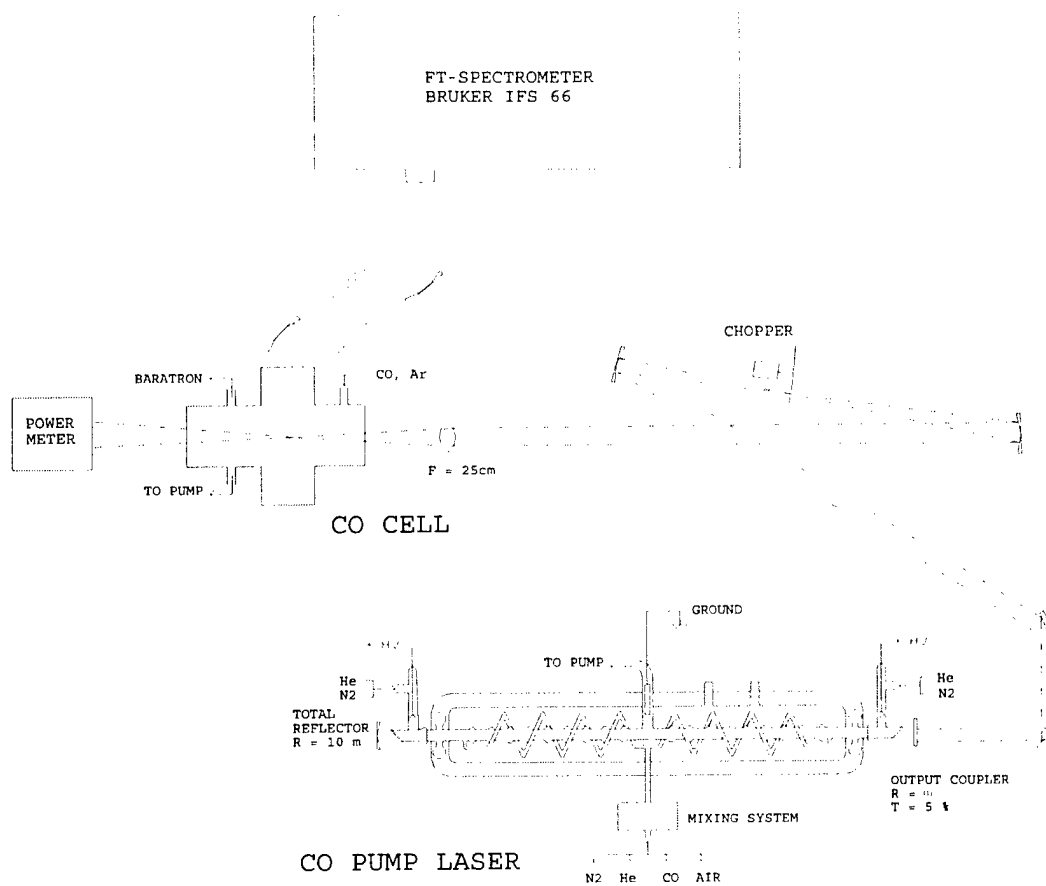 FT-SPECTROMETER
BRUKER IFS 66
CHOPPER
BARATRON
CO, Ar
POWER
METER
F = 25cm
TO PUMP
CO CELL
GROUND
TO PUMP
He
N2
He
N2
TOTAL
REFLECTOR
R = 10 m
OUTPUT COUPLER
R =
T = 5 %
MIXING SYSTEM
CO PUMP LASER
N2 He CO AIR